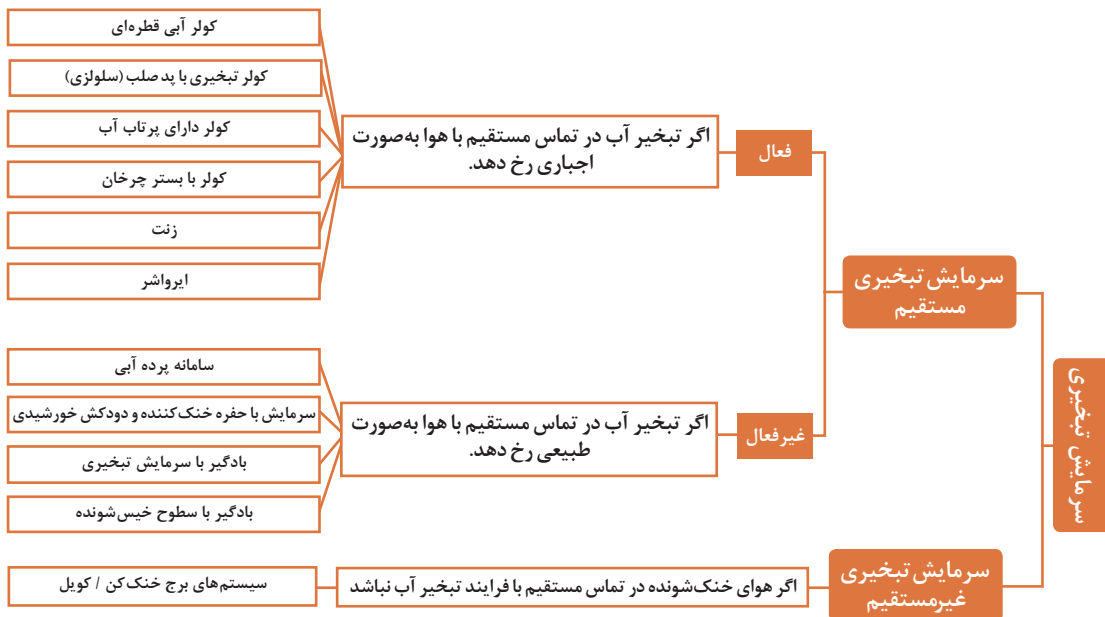 سرمایش تبخیری
سرمایش تبخیری
مستقیم
فعال
اگر تبخیر آب در تماس مستقیم با هوا به‌صورت
اجباری رخ دهد.
کولر آبی قطره‌ای
کولر تبخیری با پد صلب (سلولزی)
کولر دارای پرتاب آب
کولر با بستر چرخان
زنت
ایرواشر
غیرفعال
اگر تبخیر آب در تماس مستقیم با هوا به‌صورت
طبیعی رخ دهد.
سامانه پرده آبی
سرمایش با حفره خنک‌کننده و دودکش خورشیدی
بادگیر با سرمایش تبخیری
بادگیر با سطوح خیس‌شونده
سرمایش تبخیری
غیرمستقیم
اگر هوای خنک‌شونده در تماس مستقیم با فرایند تبخیر آب نباشد
سیستم‌های برج خنک‌کن / کویل